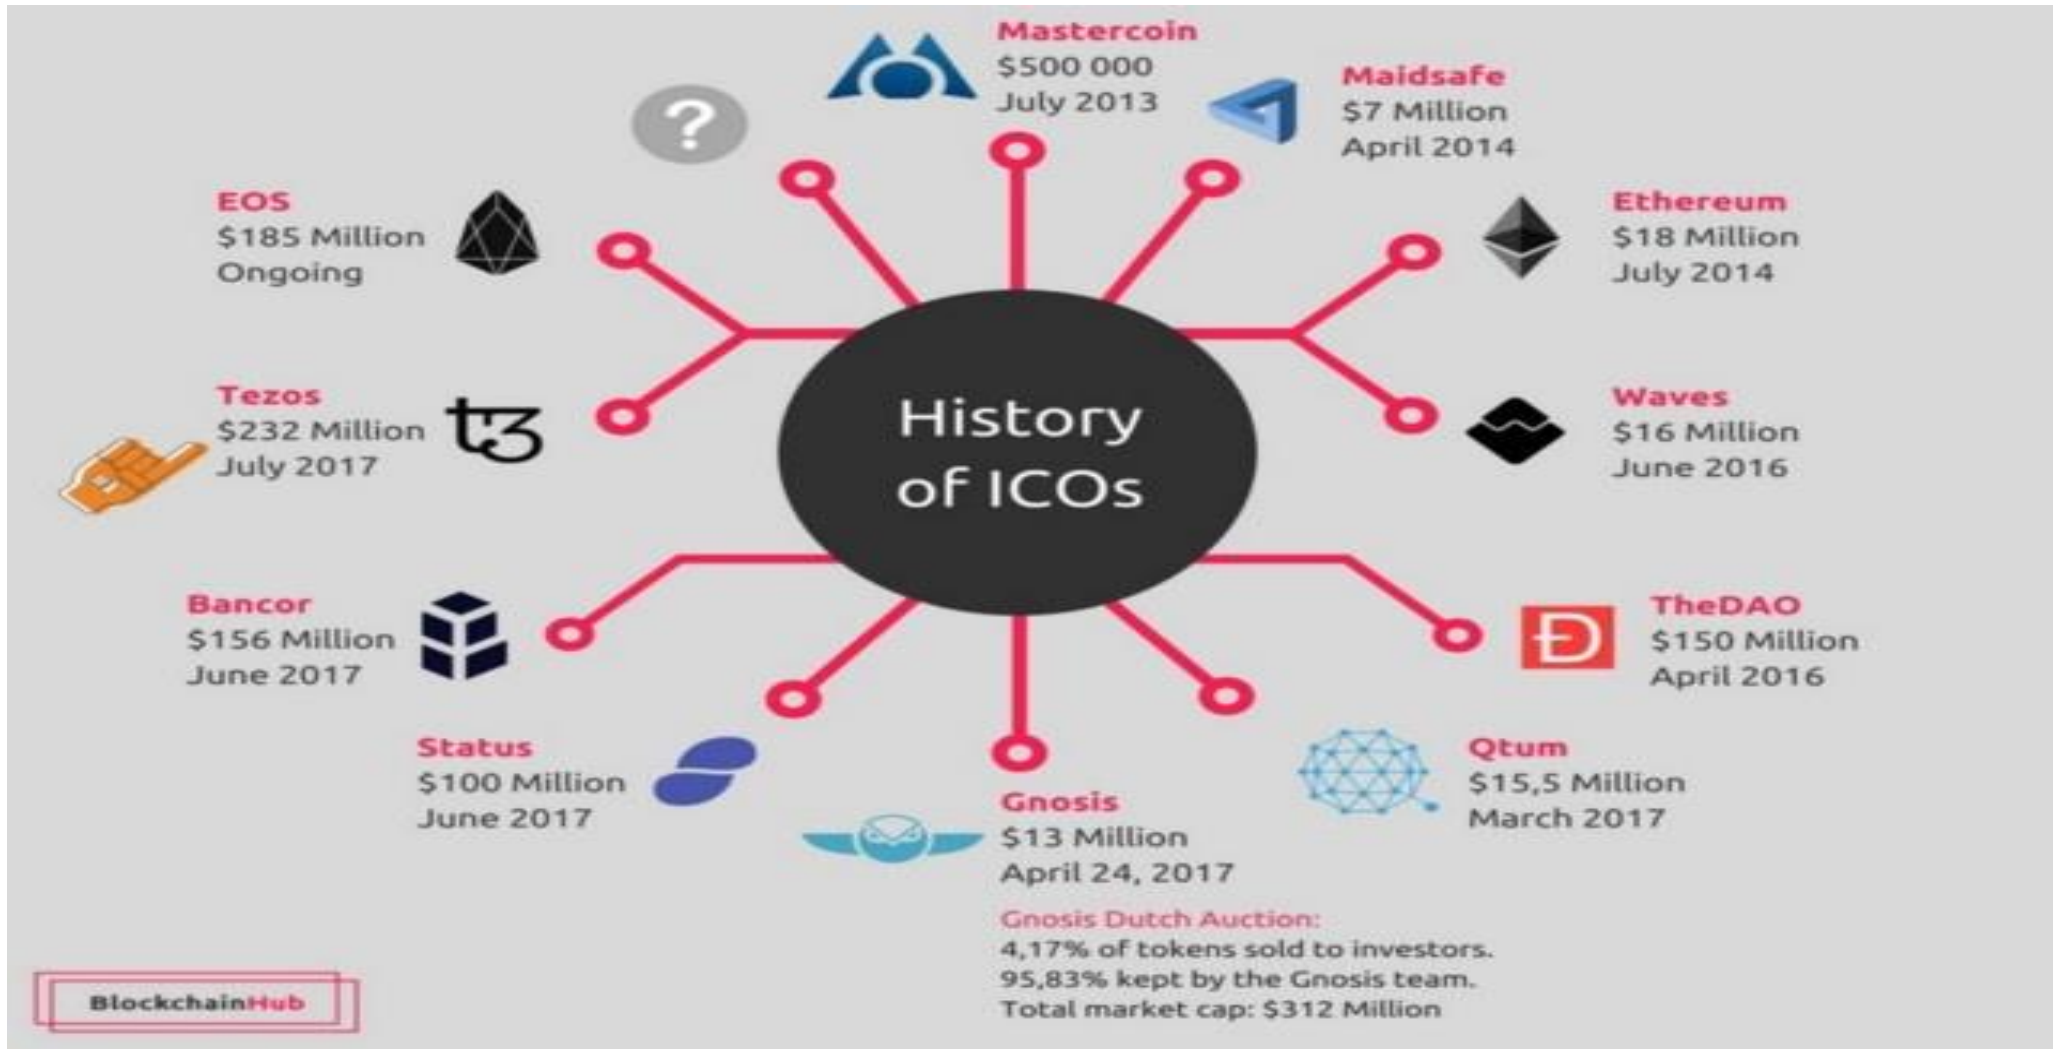 Mastercoin
$500 000
July 2013
Maidsafe
$7 Million
April 2014
Ethereum
$18 Million
July 2014
Waves
$16 Million
June 2016
TheDAO
$150 Million
April 2016
Qtum
$15,5 Million
March 2017
Gnosis
$13 Million
April 24, 2017
Gnosis Dutch Auction:
4,17% of tokens sold to investors.
95,83% kept by the Gnosis team.
Total market cap: $312 Million
Status
$100 Million
June 2017
Bancor
$156 Million
June 2017
Tezos
$232 Million
July 2017
EOS
$185 Million
Ongoing
?
History
of ICOs
BlockchainHub